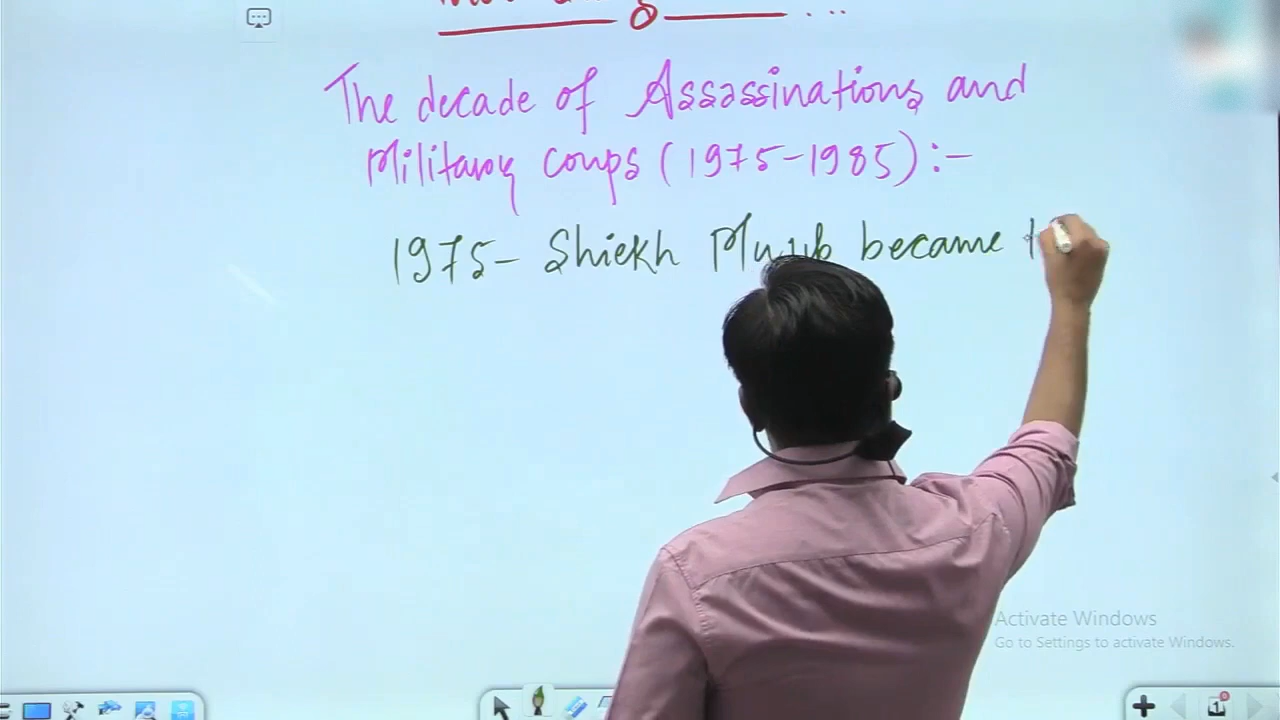 The decade of Assassinations and
Military coups (1975-1985):-
1975- Shiekh Mujib became
Activate Windows
Go to Settings to activate Windows.
1